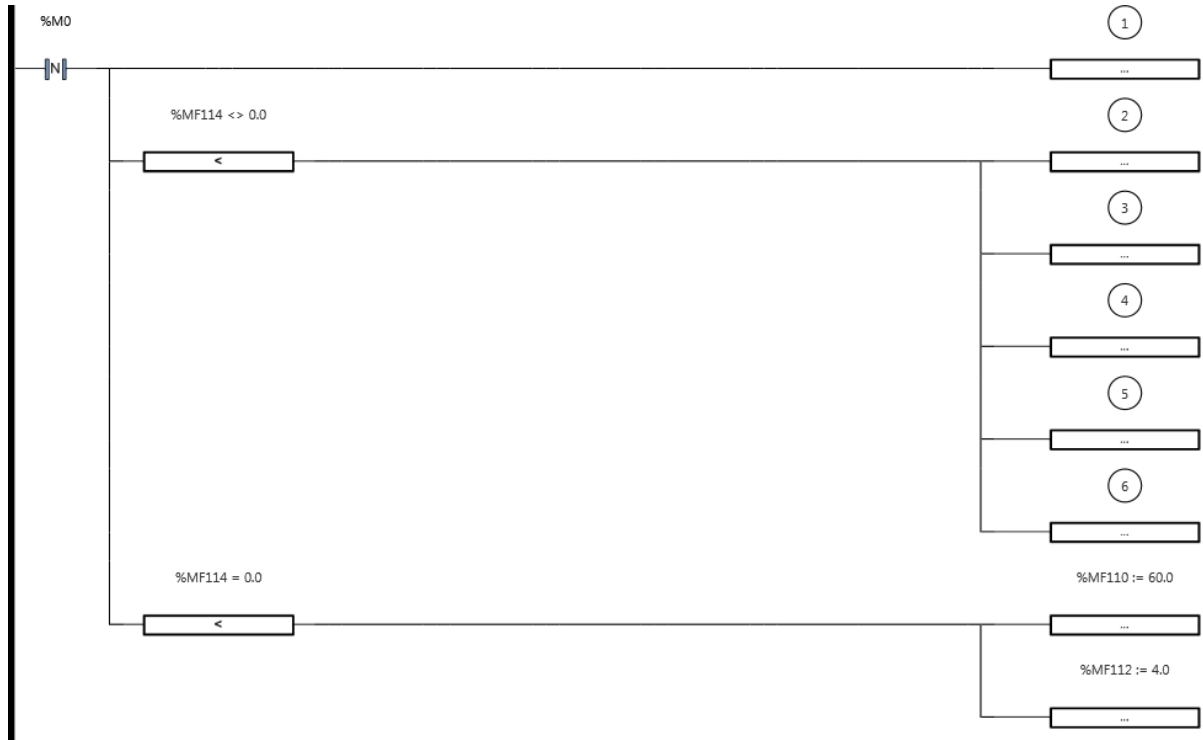 %M0
1
N
...
%MF114 <> 0.0
2
<
...
3
...
4
...
5
...
6
...
%MF114 = 0.0
%MF110 := 60.0
<
...
%MF112 := 4.0
...